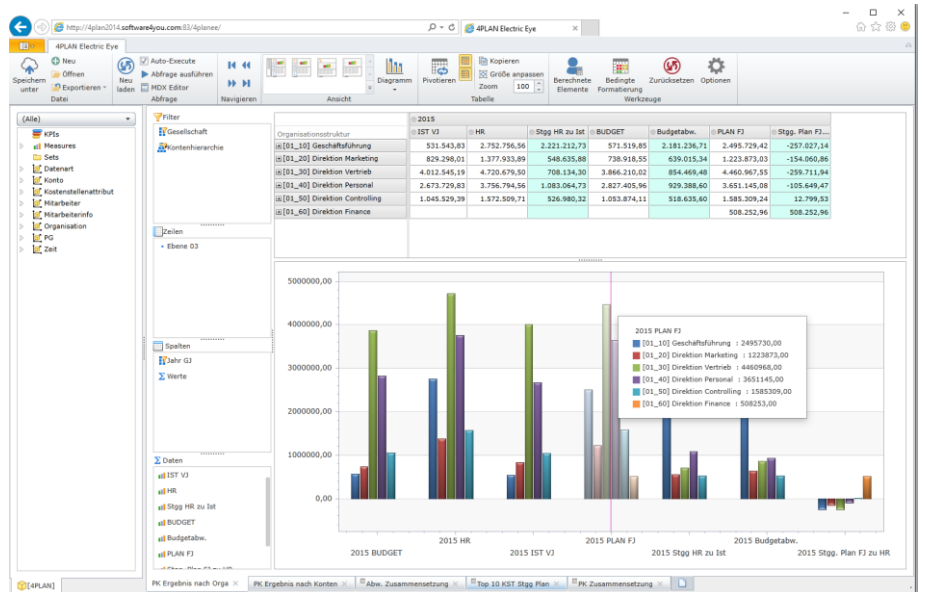 http://4plan2014.software4you.com:83/4planee/
4PLAN Electric Eye
4PLAN Electric Eye
Speichern unter
Neu
Öffnen
Exportieren
Datei
Neu laden
Auto-Execute
Abfrage ausführen
MDX Editor
Abfrage
Navigieren
Ansicht
Diagramm
Pivotieren
Kopieren
Größe anpassen
Zoom 100
Tabelle
Berechnete Elemente
Bedingte Formatierung
Zurücksetzen
Optionen
Werkzeuge
(Alle)
KPIs
Measures
Sets
Datenart
Konto
Kostenstellenattribut
Mitarbeiter
Mitarbeiterinfo
Organisation
PG
Zeit
[4PLAN]
Filter
Gesellschaft
Kontenhierarchie
Zeilen
Ebene 03
Spalten
Jahr GJ
Σ Werte
Σ Daten
IST VJ
HR
Stgg HR zu Ist
BUDGET
Budgetabw.
PLAN FJ
2015
Organisationsstruktur IST VJ HR Stgg HR zu Ist BUDGET Budgetabw. PLAN FJ Stgg. Plan FJ...
[01_10] Geschäftsführung 531.543,83 2.752.756,56 2.221.212,73 571.519,85 2.181.236,71 2.495.729,42 -257.027,14
[01_20] Direktion Marketing 829.298,01 1.377.933,89 548.635,88 738.918,55 639.015,34 1.223.873,03 -154.060,86
[01_30] Direktion Vertrieb 4.012.545,19 4.720.679,50 708.134,30 3.866.210,02 854.469,48 4.460.967,55 -259.711,94
[01_40] Direktion Personal 2.673.729,83 3.756.794,56 1.083.064,73 2.827.405,96 929.388,60 3.651.145,08 -105.649,47
[01_50] Direktion Controlling 1.045.529,39 1.572.509,71 526.980,32 1.053.874,11 518.635,60 1.585.309,24 12.799,53
[01_60] Direktion Finance 508.252,96 508.252,96
5000000,00
4000000,00
3000000,00
2000000,00
1000000,00
0,00
2015 PLAN FJ
[01_10] Geschäftsführung : 2495730,00
[01_20] Direktion Marketing : 1223873,00
[01_30] Direktion Vertrieb : 4460968,00
[01_40] Direktion Personal : 3651145,00
[01_50] Direktion Controlling : 1585309,00
[01_60] Direktion Finance : 508253,00
2015 BUDGET
2015 HR
2015 IST VJ
2015 PLAN FJ
2015 Stgg HR zu Ist
2015 Budgetabw.
2015 Stgg. Plan FJ zu HR
PK Ergebnis nach Orga
PK Ergebnis nach Konten
Abw. Zusammensetzung
Top 10 KST Stgg Plan
PK Zusammensetzung